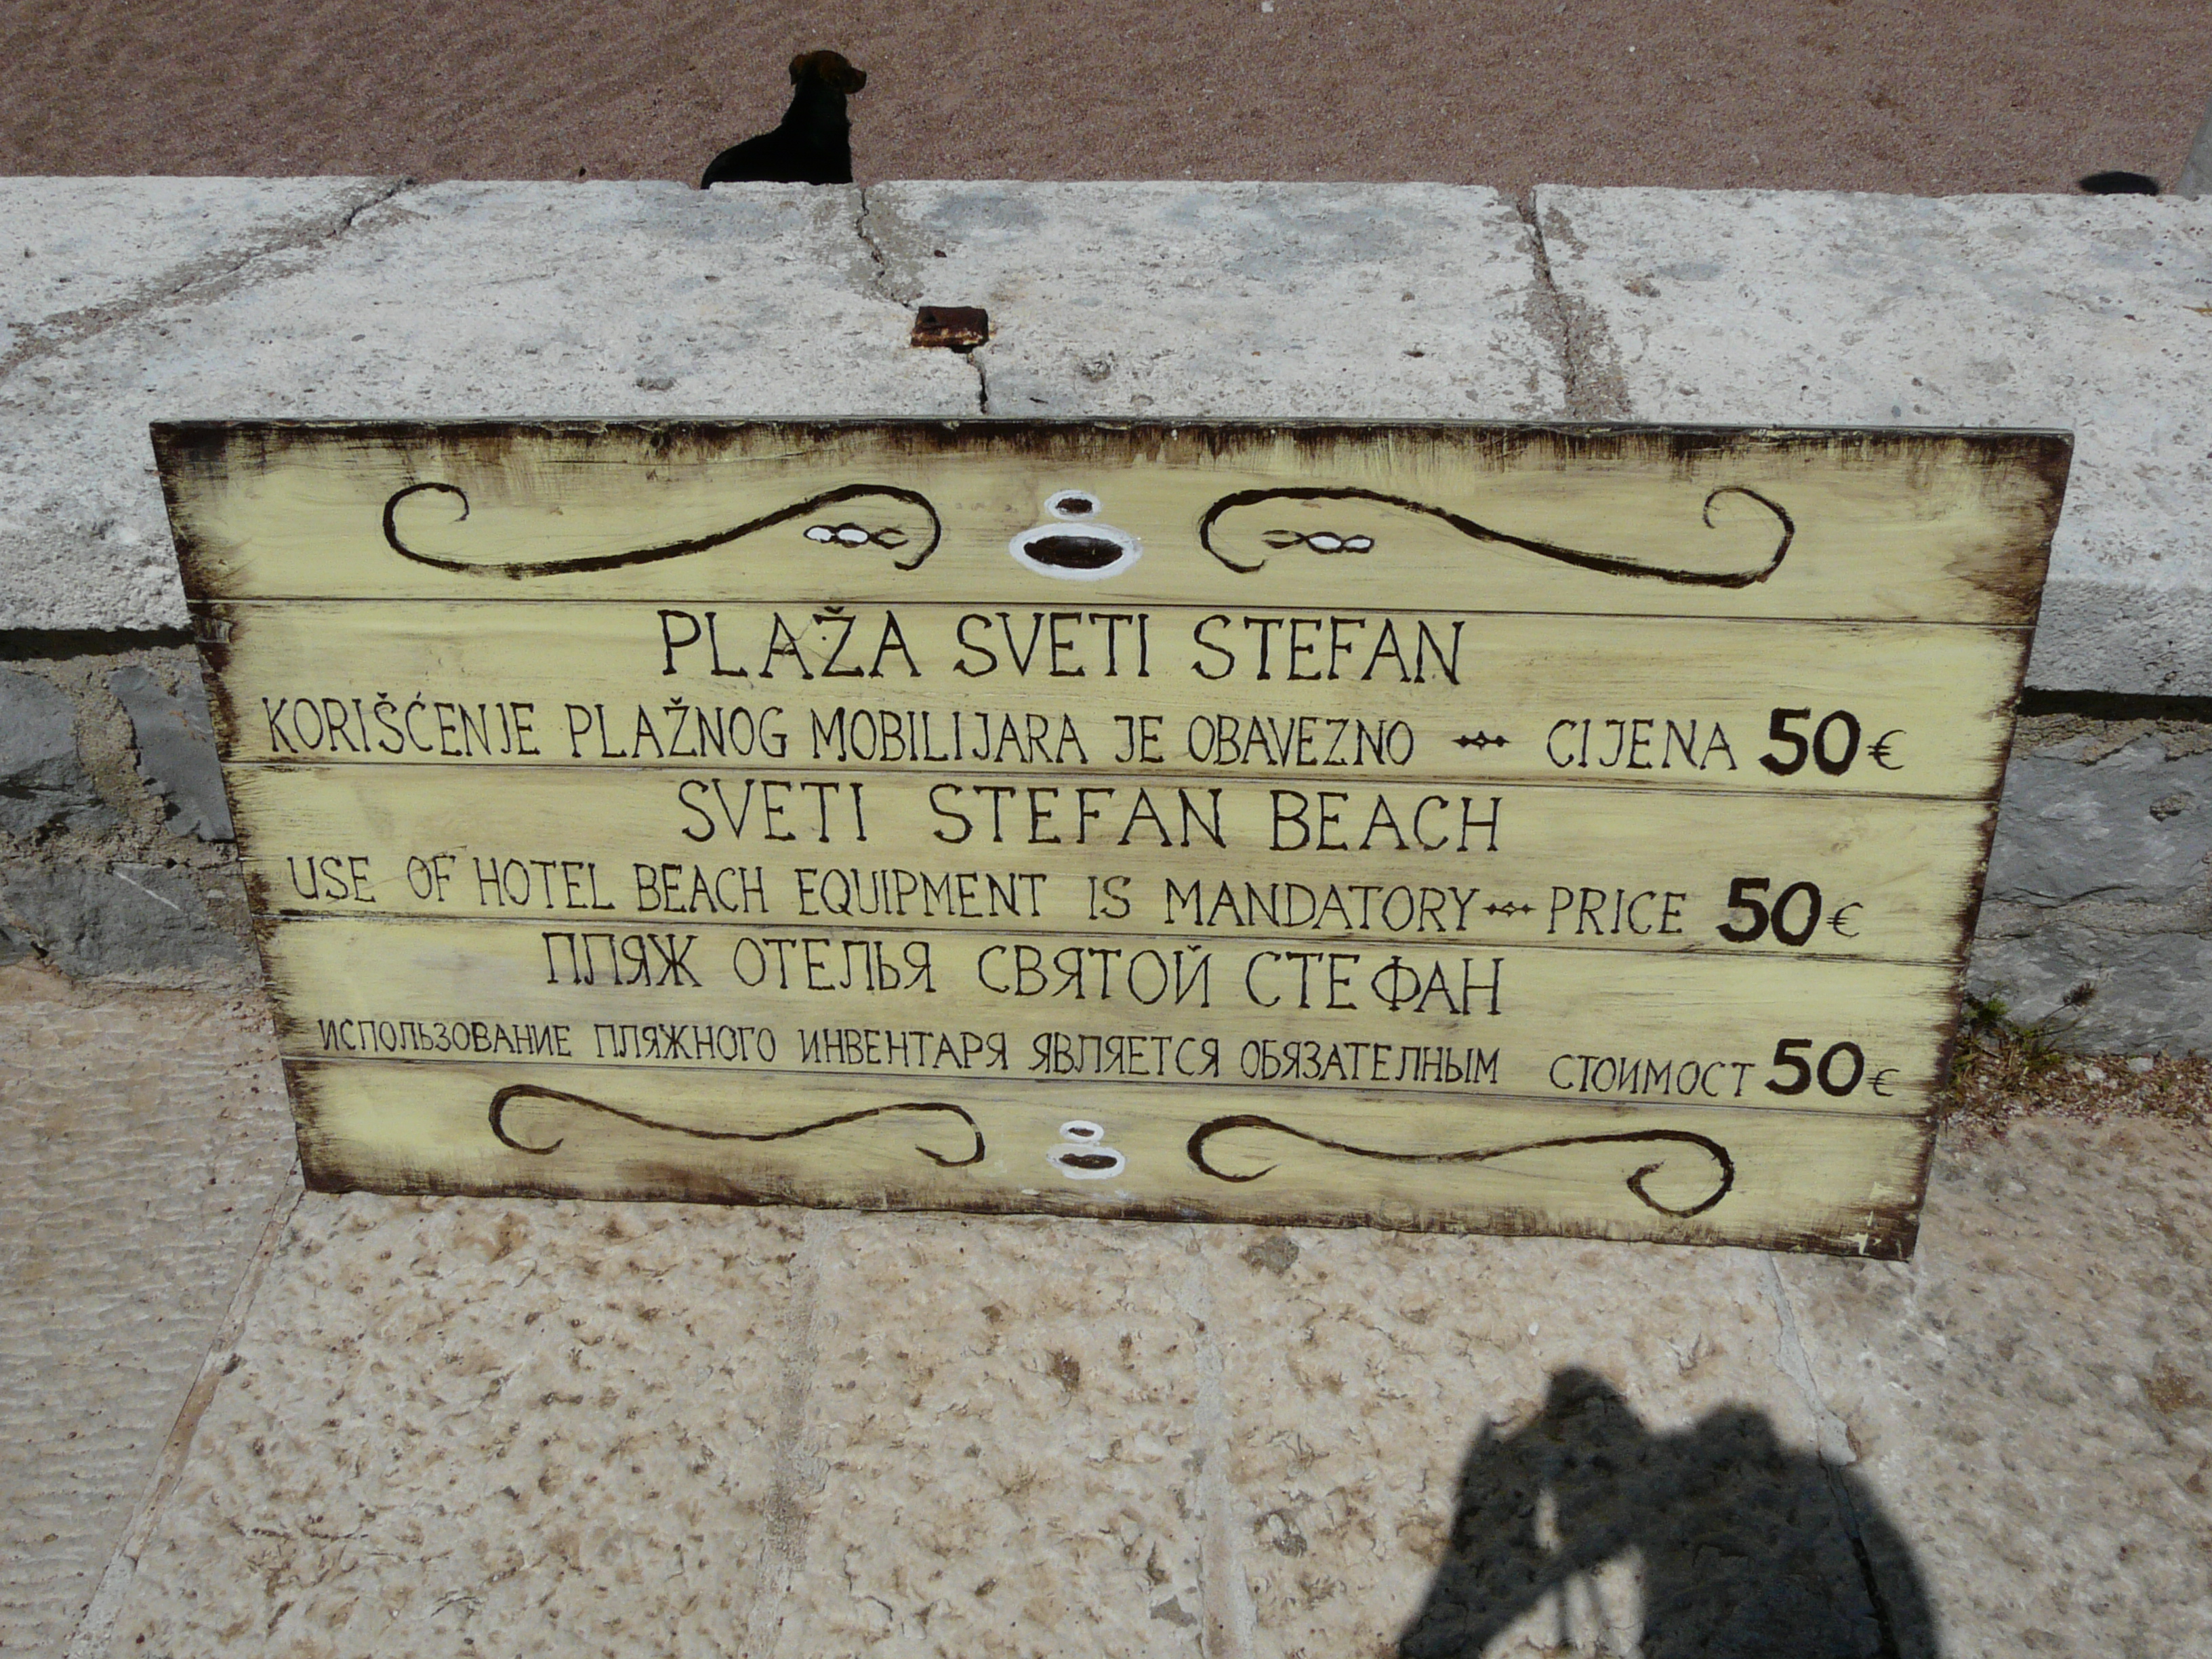 PLAŽA SVETI STEFAN
KORIŠĆENJE PLAŽNOG MOBILIJARA JE OBAVEZNO CIJENA 50€
SVETI STEFAN BEACH
USE OF HOTEL BEACH EQUIPMENT IS MANDATORY PRICE 50€
ПЛЯЖ ОТЕЛЬЯ СВЯТОЙ СТЕФАН
ИСПОЛЬЗОВАНИЕ ПЛЯЖНОГО ИНВЕНТАРЯ ЯВЛЯЕТСЯ ОБЯЗАТЕЛНЫМ СТОИМОСТ 50€